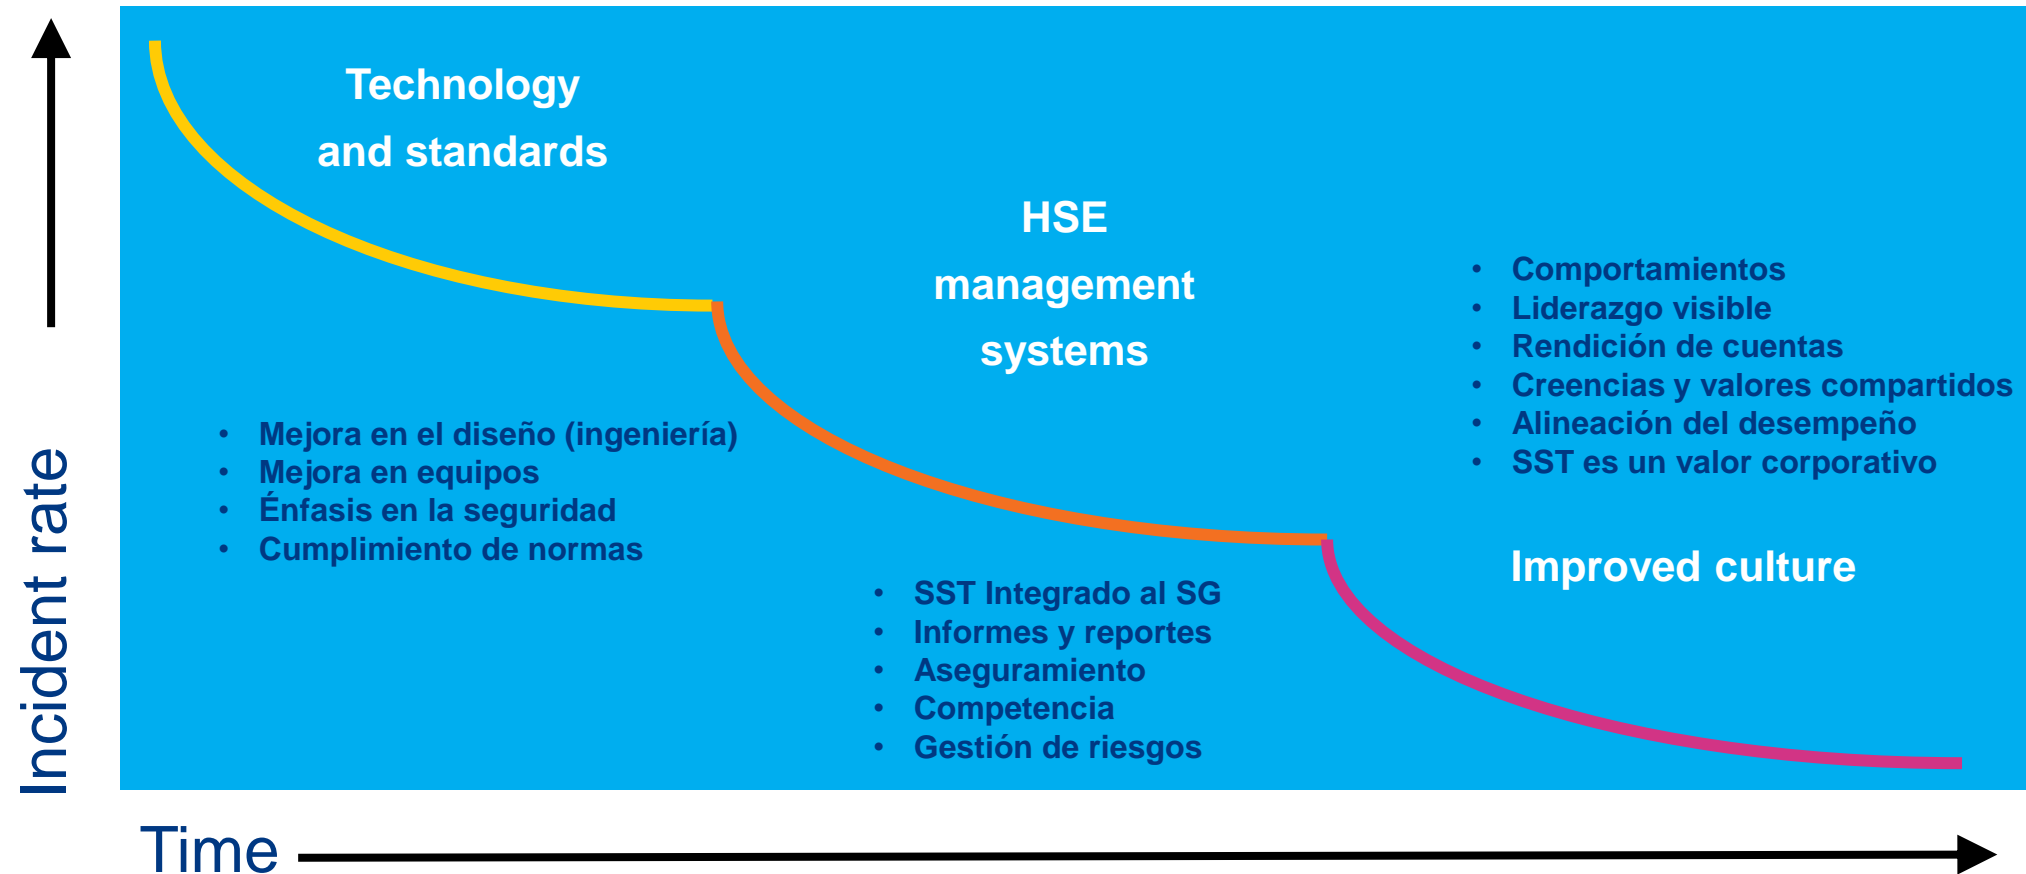 Technology
and standards
HSE
management
systems
• Comportamientos
• Liderazgo visible
• Rendición de cuentas
• Creencias y valores compartidos
• Alineación del desempeño
• SST es un valor corporativo
• Mejora en el diseño (ingeniería)
• Mejora en equipos
• Énfasis en la seguridad
• Cumplimiento de normas
Improved culture
• SST Integrado al SG
• Informes y reportes
• Aseguramiento
• Competencia
• Gestión de riesgos
Incident rate
Time